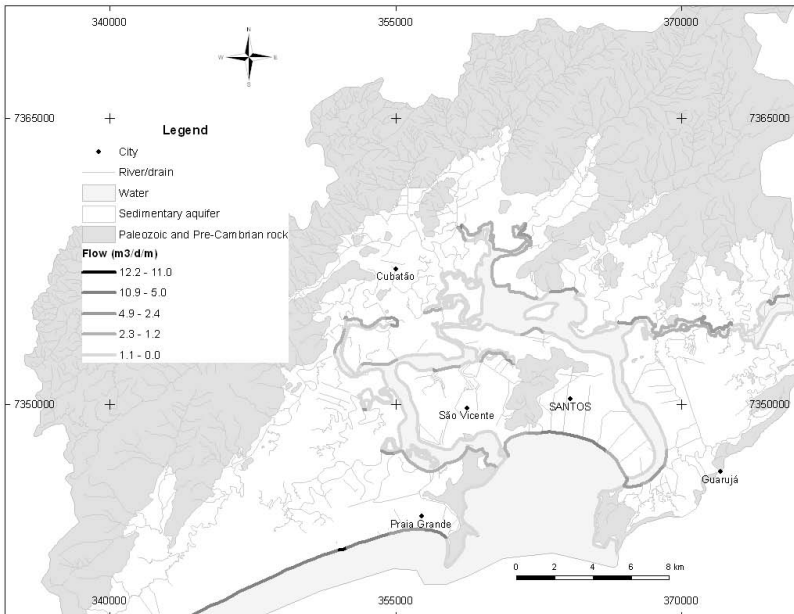 340000 355000 370000
N
W E
S
7365000 7365000
Legend
City
River/drain
Water
Sedimentary aquifer
Paleozoic and Pre-Cambrian rock
Flow (m3/d/m)
12.2 - 11.0
10.9 - 5.0
4.9 - 2.4
2.3 - 1.2
1.1 - 0.0
Cubatão
7350000 7350000
São Vicente
SANTOS
Guarujá
Praia Grande
0 2 4 6 8 km
340000 355000 370000